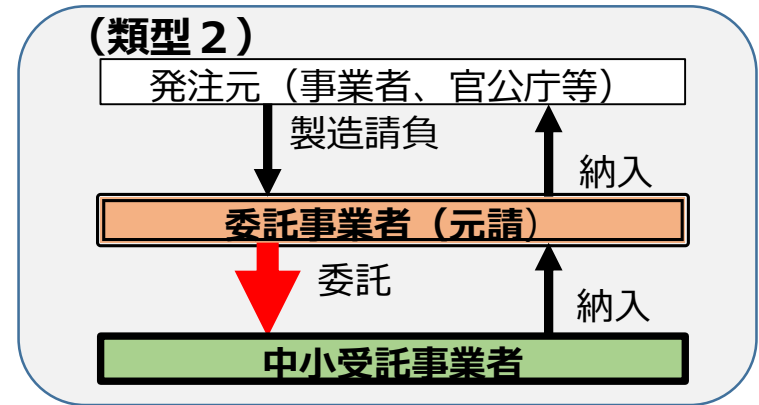 （類型２）
発注元（事業者、官公庁等）
製造請負
納入
委託事業者（元請）
委託
納入
中小受託事業者